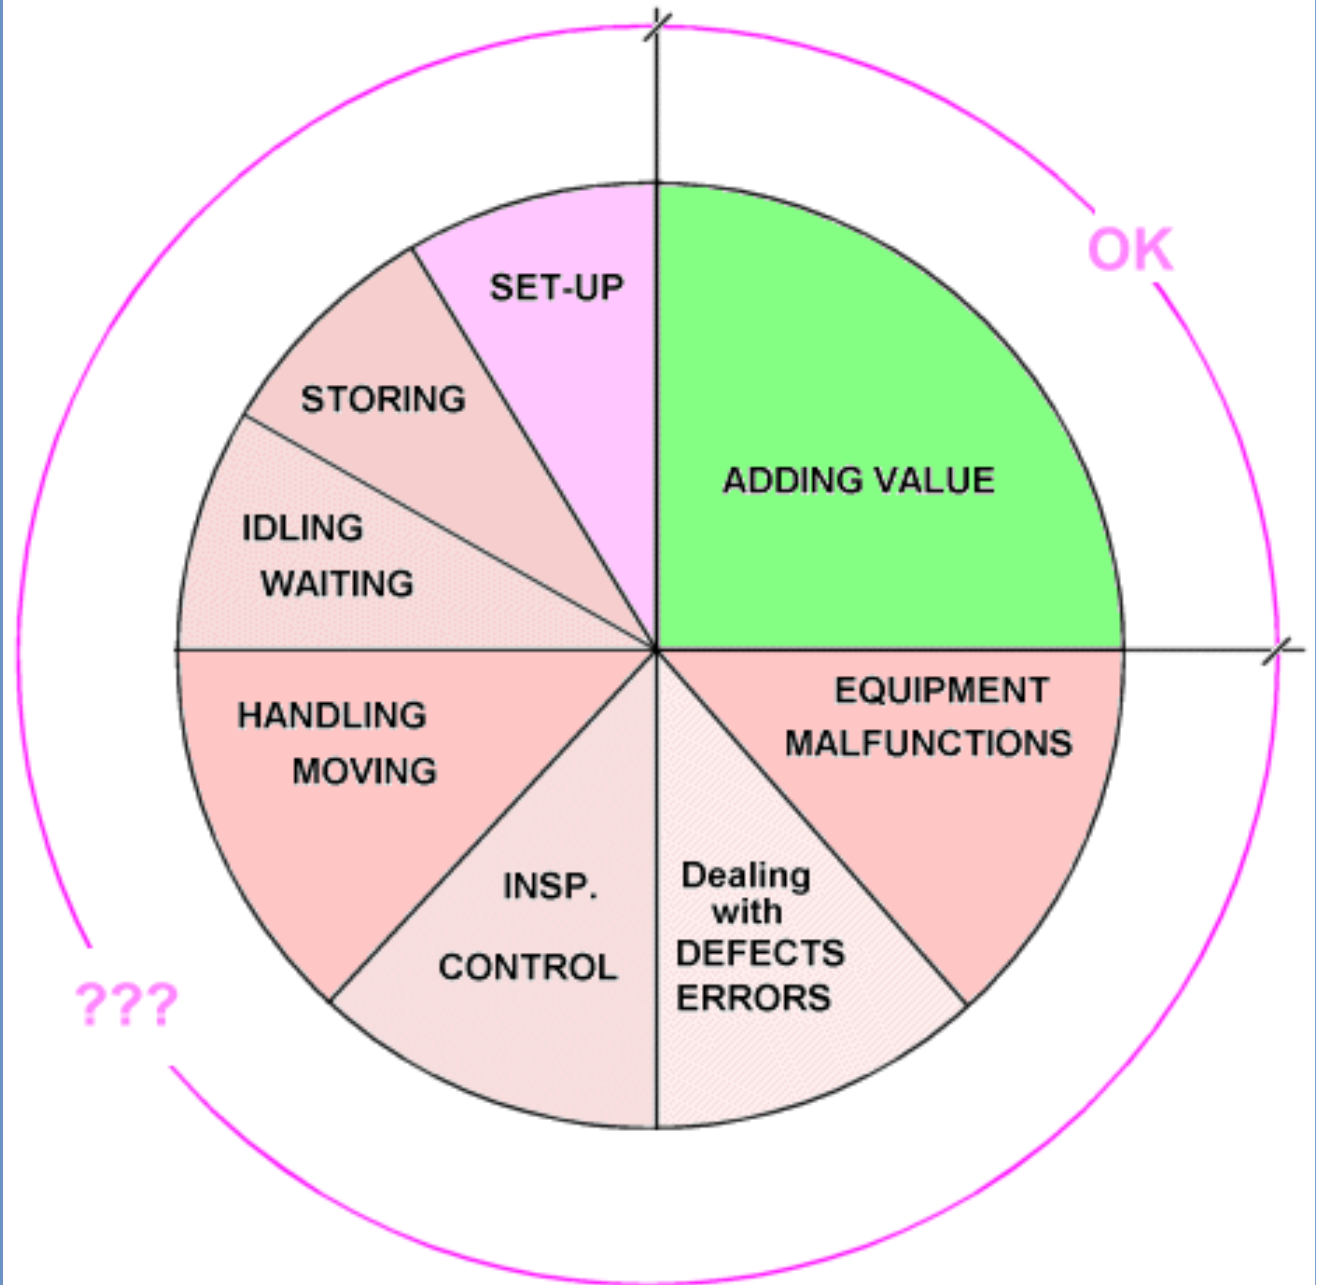 OK
SET-UP
STORING
ADDING VALUE
IDLING
WAITING
EQUIPMENT
MALFUNCTIONS
HANDLING
MOVING
Dealing
with
DEFECTS
ERRORS
INSP.
CONTROL
???